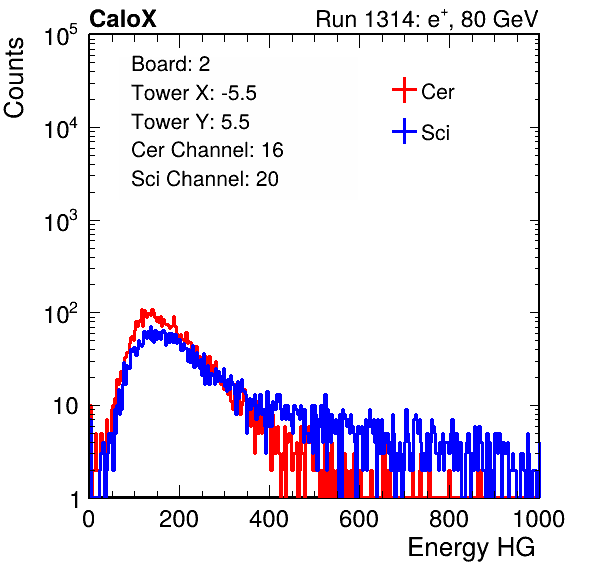 CaloX Run 1314: e⁺, 80 GeV
Counts
Board: 2
Tower X: -5.5
Tower Y: 5.5
Cer Channel: 16
Sci Channel: 20
Cer
Sci
10⁵
10⁴
10³
10²
10
1
0 200 400 600 800 1000
Energy HG